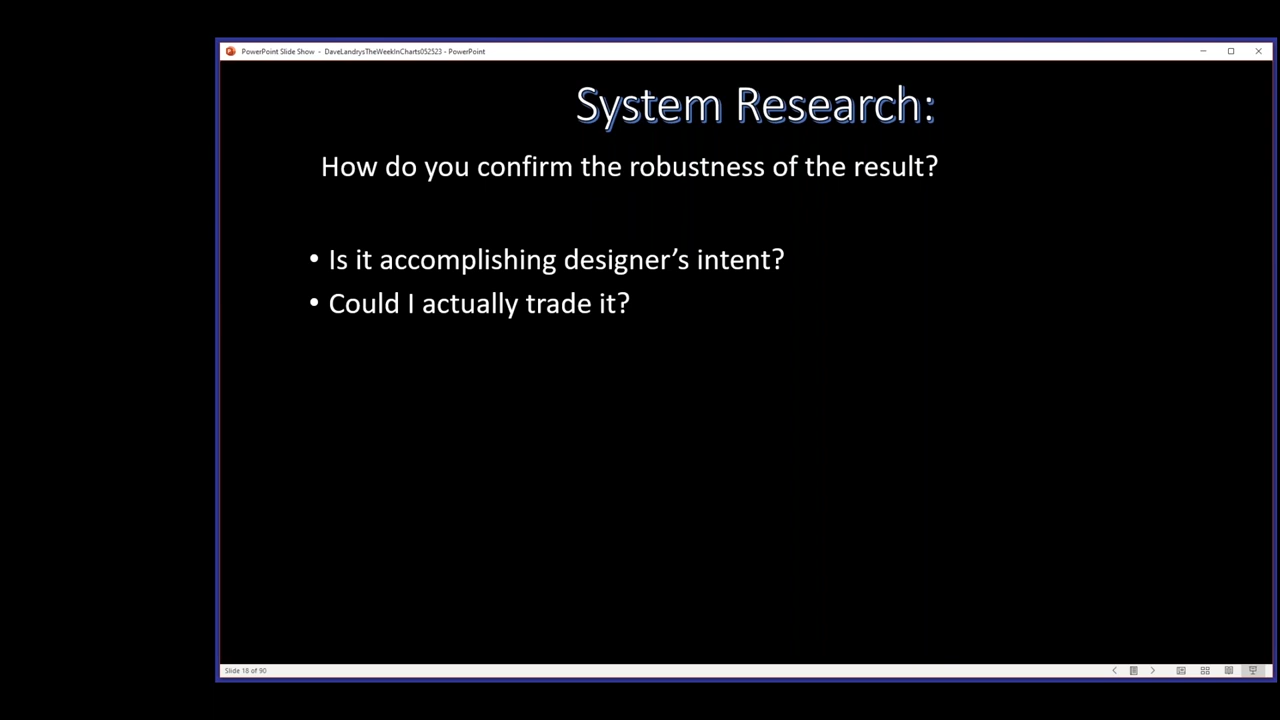 PowerPoint Slide Show - DaveLandrysTheWeekInCharts052523 - PowerPoint
System Research:
How do you confirm the robustness of the result?
• Is it accomplishing designer’s intent?
• Could I actually trade it?
Slide 18 of 90